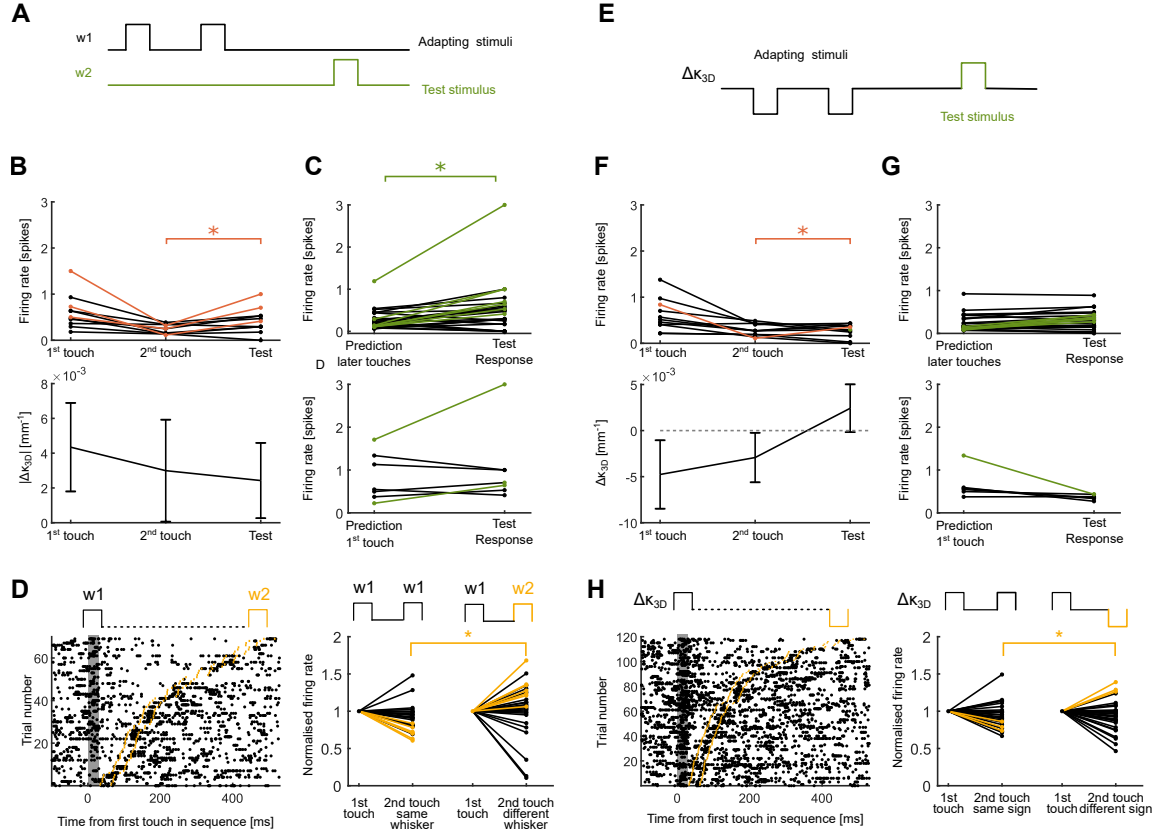 A
w1
Adapting stimuli
w2
Test stimulus
E
Adapting stimuli
Δκ3D
Test stimulus
B
Firing rate [spikes]
3
2
1
0
*
1st touch
2nd touch
Test
|Δκ3D| [mm-1]
× 10-3
8
6
4
2
0
1st touch
2nd touch
Test
C
*
Firing rate [spikes]
3
2
1
0
Prediction
later touches
Test
Response
D
Firing rate [spikes]
3
2
1
0
Prediction
1st touch
Test
Response
F
Firing rate [spikes]
3
2
1
0
*
1st touch
2nd touch
Test
Δκ3D [mm-1]
× 10-3
5
0
-5
-10
1st touch
2nd touch
Test
G
Firing rate [spikes]
3
2
1
0
Prediction
later touches
Test
Response
Firing rate [spikes]
3
2
1
0
Prediction
1st touch
Test
Response
D
w1
w2
Trial number
60
40
20
0
200
400
Time from first touch in sequence [ms]
w1
w1
w1
w2
Normalised firing rate
2
1.5
1
0.5
0
*
1st
touch
2nd touch
same
whisker
1st
touch
2nd touch
different
whisker
H
Δκ3D
Trial number
120
100
80
60
40
20
0
200
400
Time from first touch in sequence [ms]
Δκ3D
Normalised firing rate
2
1.5
1
0.5
0
*
1st
touch
2nd touch
same sign
1st
touch
2nd touch
different sign